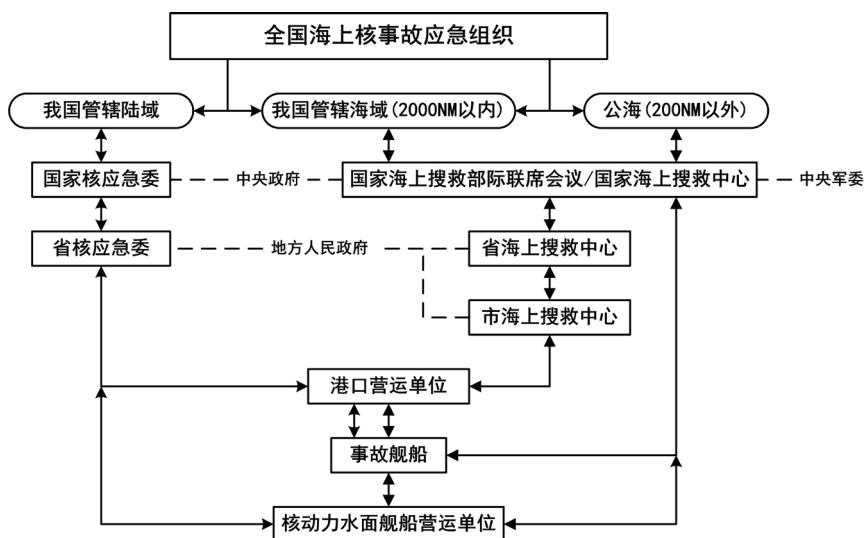 全国海上核事故应急组织
我国管辖陆域
我国管辖海域(2000NM以内)
公海(200NM以外)
国家核应急委
中央政府
国家海上搜救部际联席会议/国家海上搜救中心
中央军委
省核应急委
地方人民政府
省海上搜救中心
市海上搜救中心
港口营运单位
事故舰船
核动力水面舰船营运单位